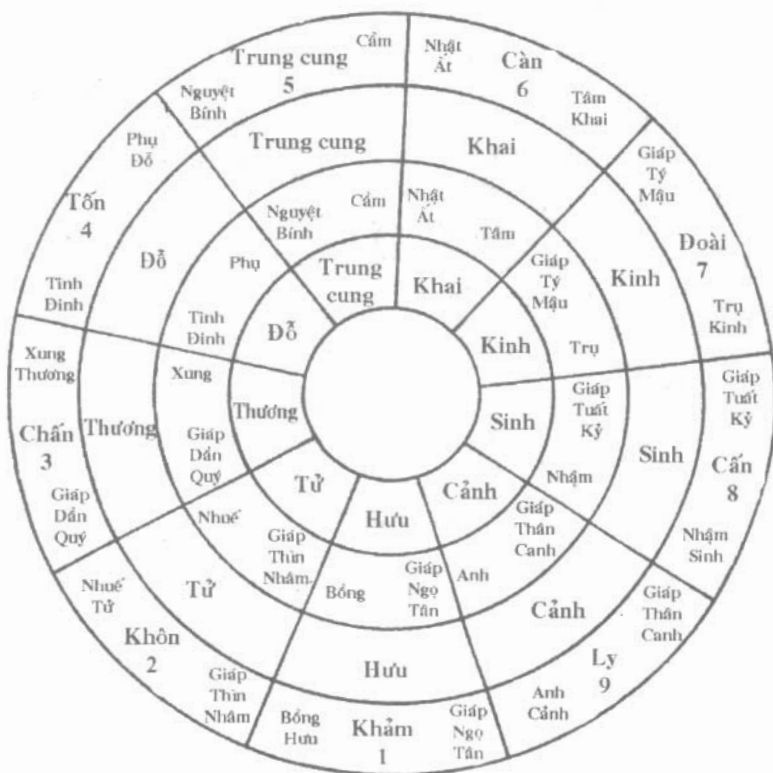 Cẩm
Trung cung
5
Nguyệt
Bính
Nhật
Ất
Càn
6
Tâm
Khai
Giáp
Tý
Mậu
Đoài
7
Trụ
Kinh
Giáp
Tuất
Kỷ
Cấn
8
Nhậm
Sinh
Giáp
Thân
Canh
Ly
9
Anh
Cảnh
Giáp
Ngọ
Tân
Khảm
1
Bồng
Hưu
Giáp
Thìn
Nhâm
Khôn
2
Nhuế
Tử
Giáp
Dần
Quý
Chấn
3
Xung
Thương
Tinh
Đinh
Tốn
4
Phụ
Đỗ
Trung cung
Khai
Kinh
Sinh
Cảnh
Hưu
Tử
Thương
Đỗ
Nguyệt
Bính
Cẩm
Nhật
Ất
Tâm
Giáp
Tý
Mậu
Trụ
Giáp
Tuất
Kỷ
Nhậm
Giáp
Thân
Canh
Anh
Giáp
Ngọ
Tân
Bồng
Giáp
Thìn
Nhâm
Nhuế
Giáp
Dần
Quý
Xung
Tinh
Đinh
Phụ
Trung
cung
Khai
Kinh
Sinh
Cảnh
Hưu
Tử
Thương
Đỗ